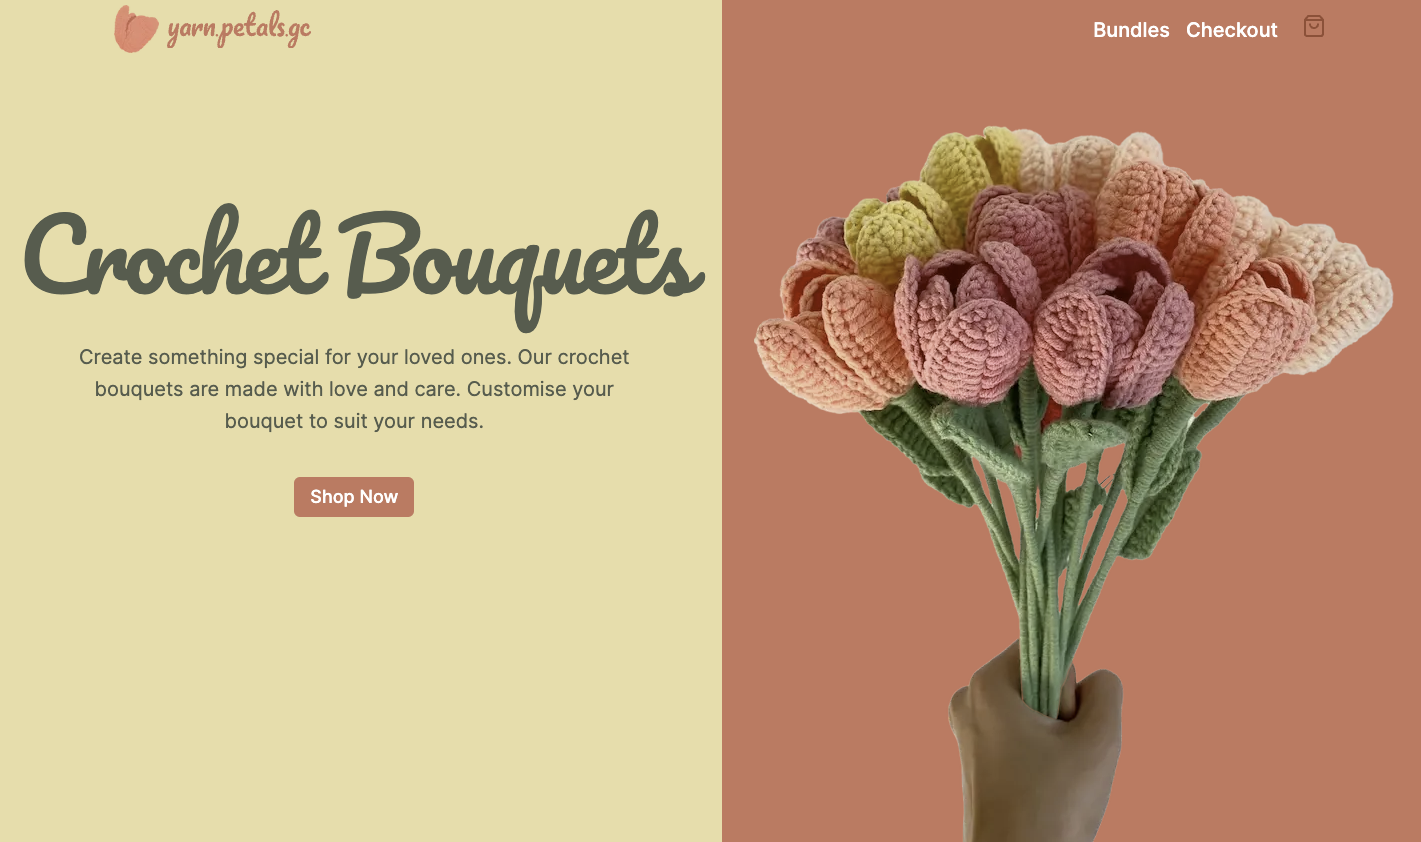 yarn.petals.gc
Bundles Checkout
Crochet Bouquets
Create something special for your loved ones. Our crochet
bouquets are made with love and care. Customise your
bouquet to suit your needs.
Shop Now